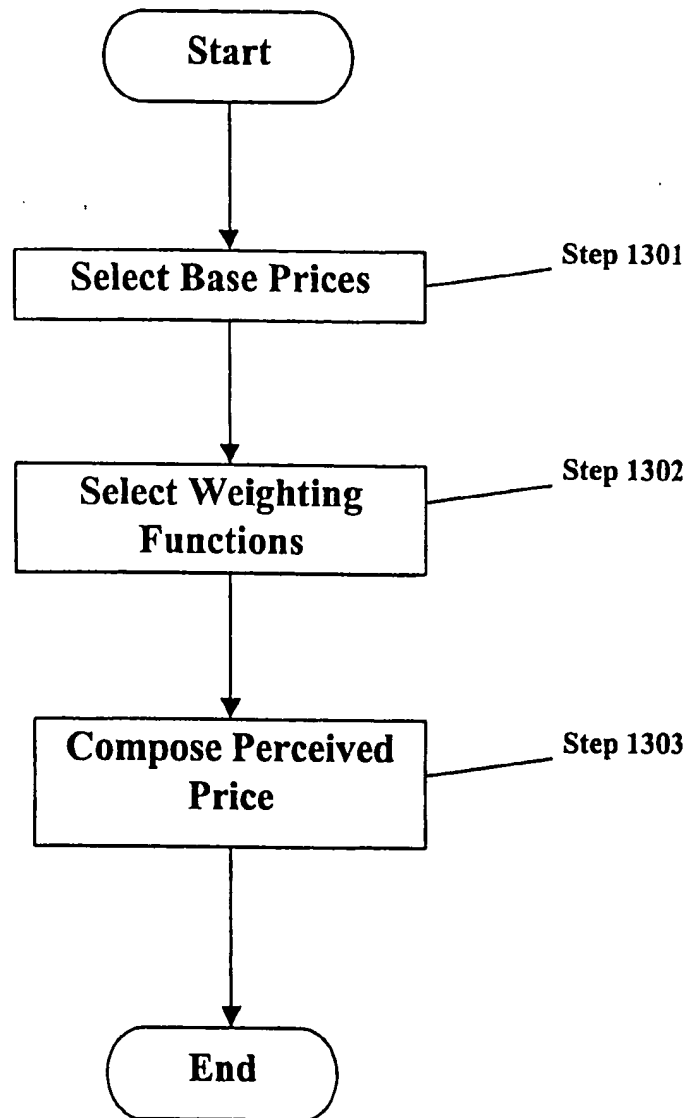 Start
Select Base Prices
Step 1301
Select Weighting
Functions
Step 1302
Compose Perceived
Price
Step 1303
End